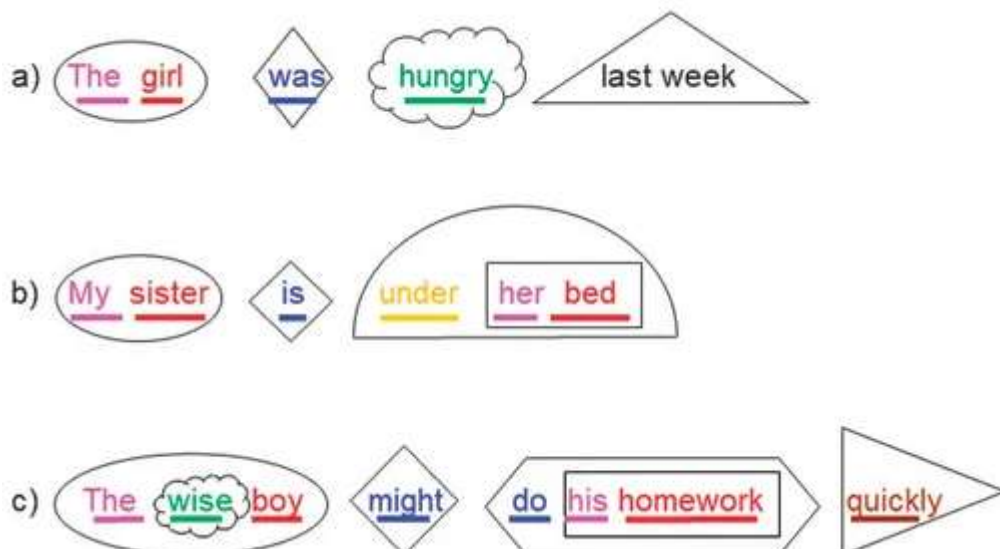 a) The girl was hungry last week
b) My sister is under her bed
c) The wise boy might do his homework quickly